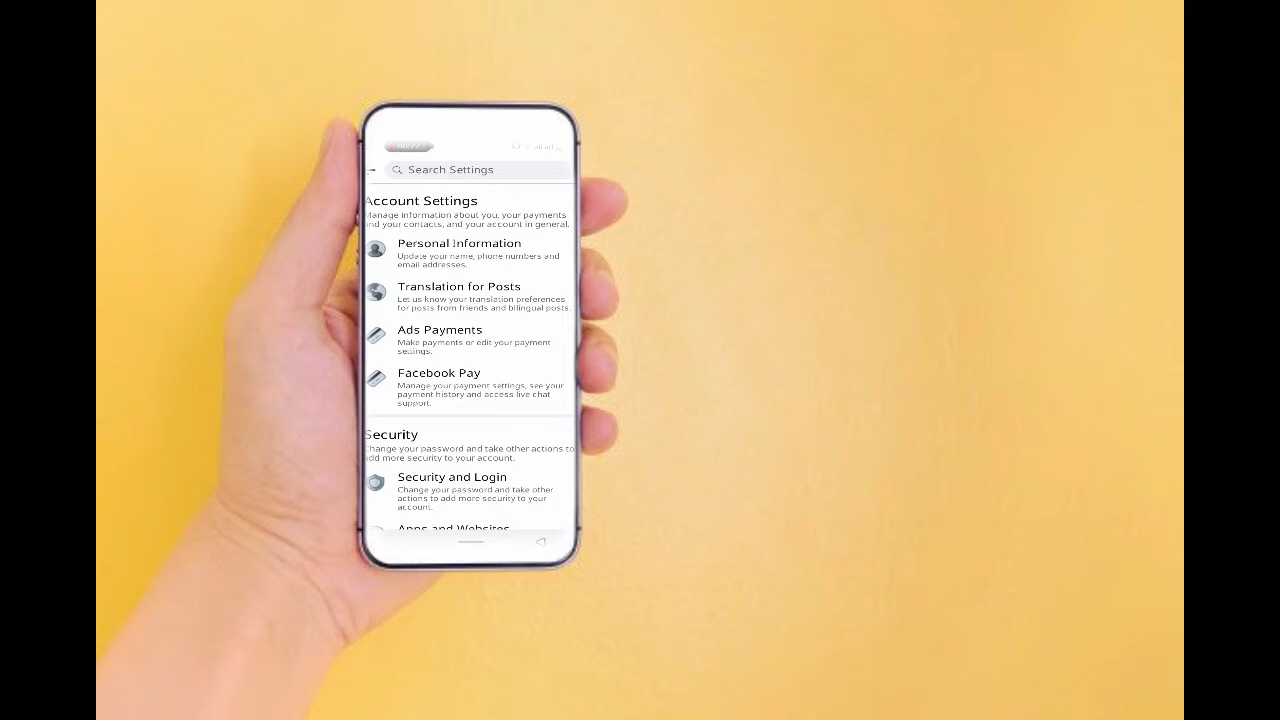 Search Settings
Account Settings
Manage information about you, your payments
and your contacts, and your account in general.
Personal Information
Update your name, phone numbers and
email addresses.
Translation for Posts
Let us know your translation preferences
for posts from friends and bilingual posts.
Ads Payments
Make payments or edit your payment
settings.
Facebook Pay
Manage your payment settings, see your
payment history and access live chat
support.
Security
Change your password and take other actions to
add more security to your account.
Security and Login
Change your password and take other
actions to add more security to your
account.
Apps and Websites